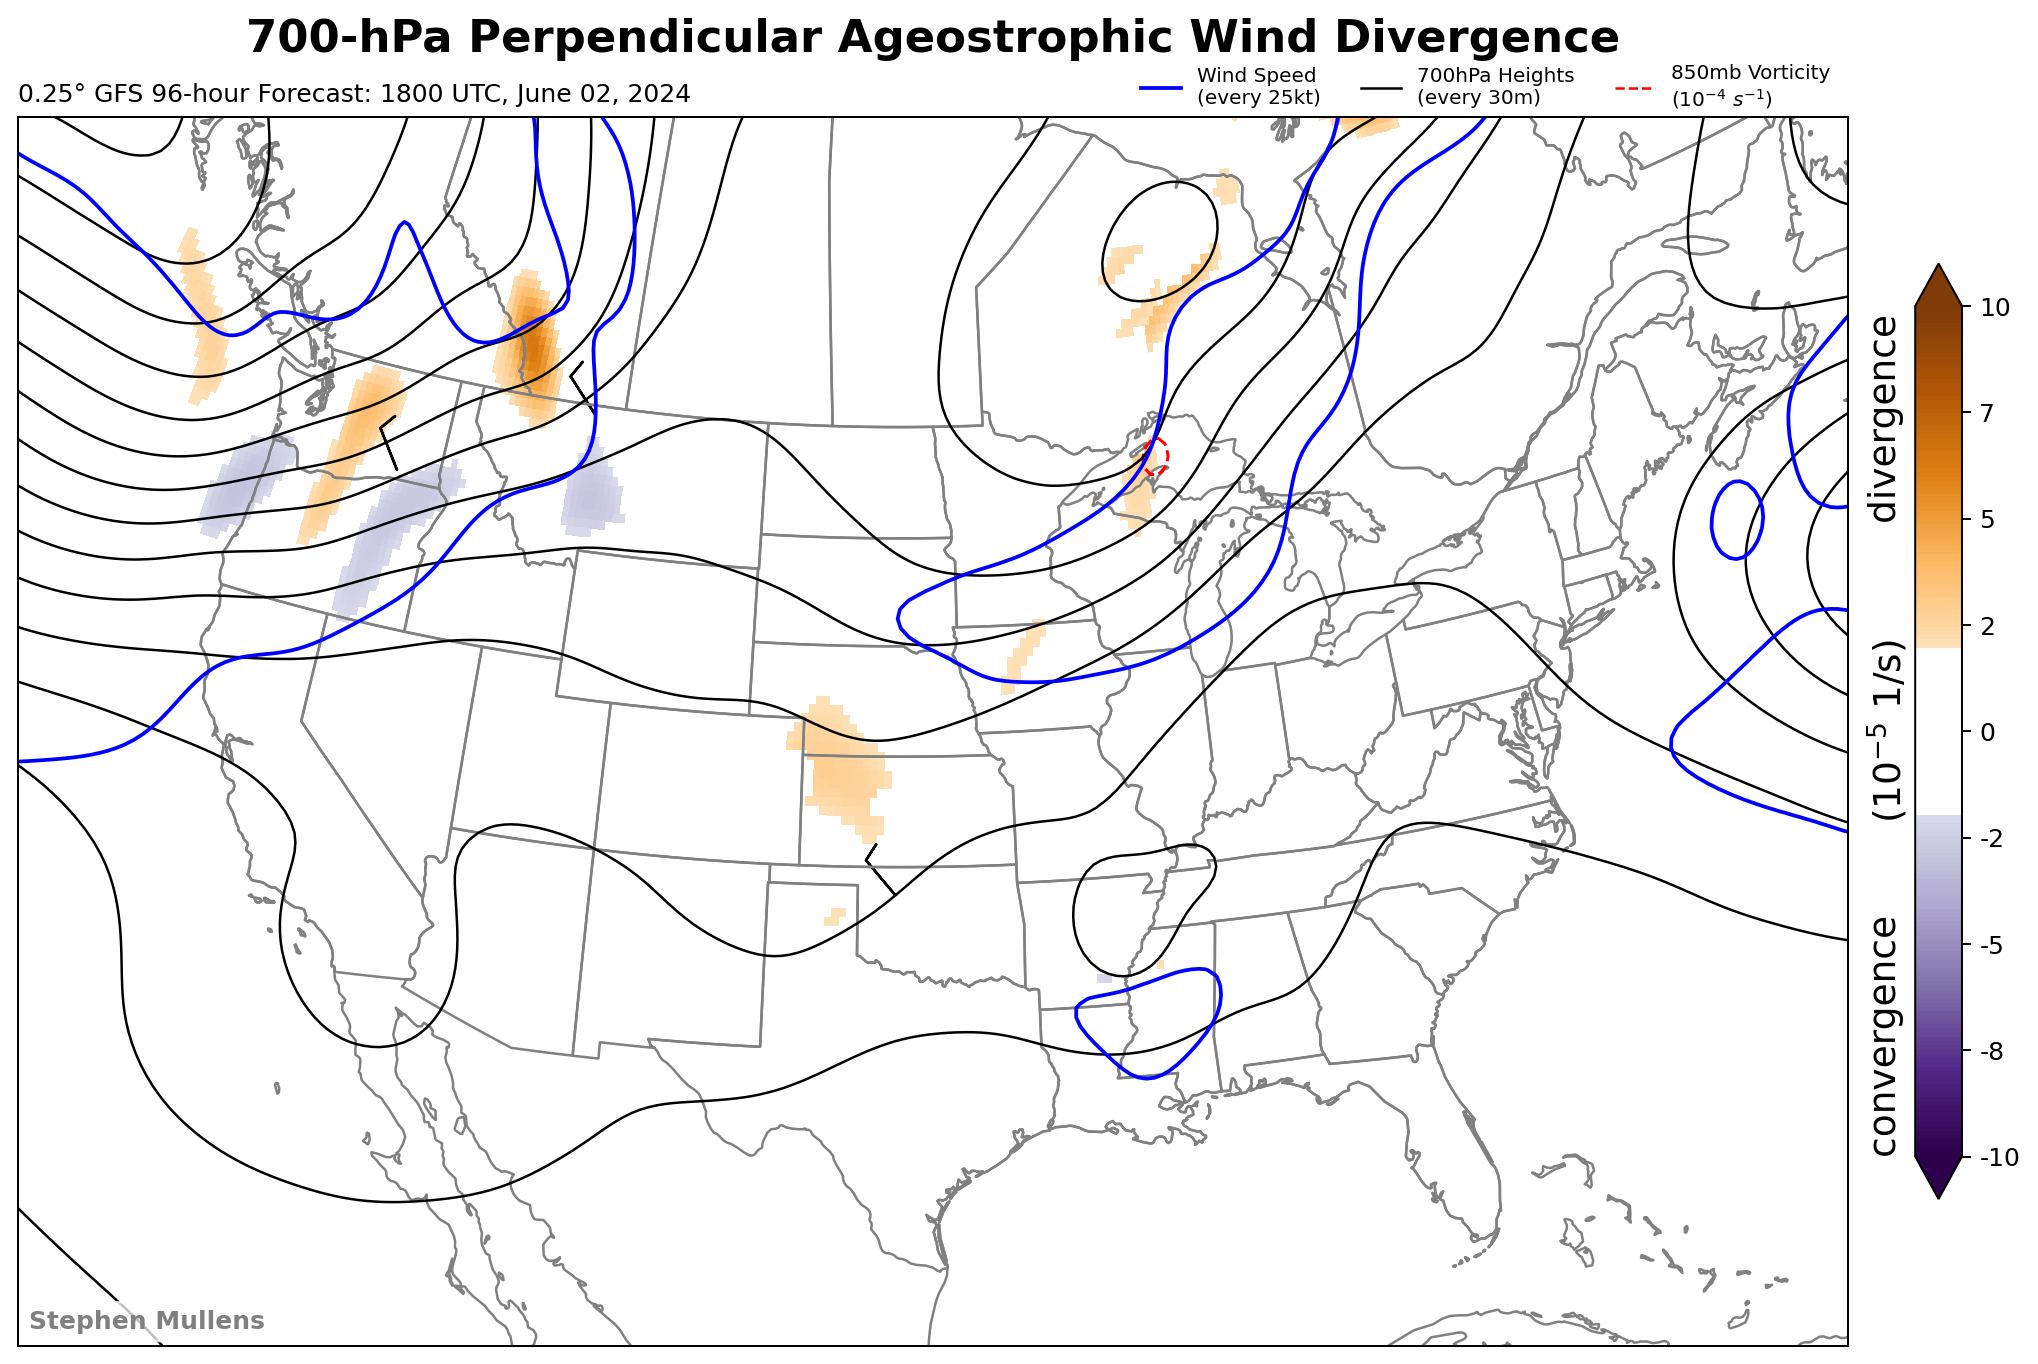 700-hPa Perpendicular Ageostrophic Wind Divergence
0.25° GFS 96-hour Forecast: 1800 UTC, June 02, 2024
Wind Speed
(every 25kt)
700hPa Heights
(every 30m)
850mb Vorticity
(10⁻⁴ s⁻¹)
10
7
5
2
0
-2
-5
-8
-10
convergence (10⁻⁵ 1/s) divergence
Stephen Mullens